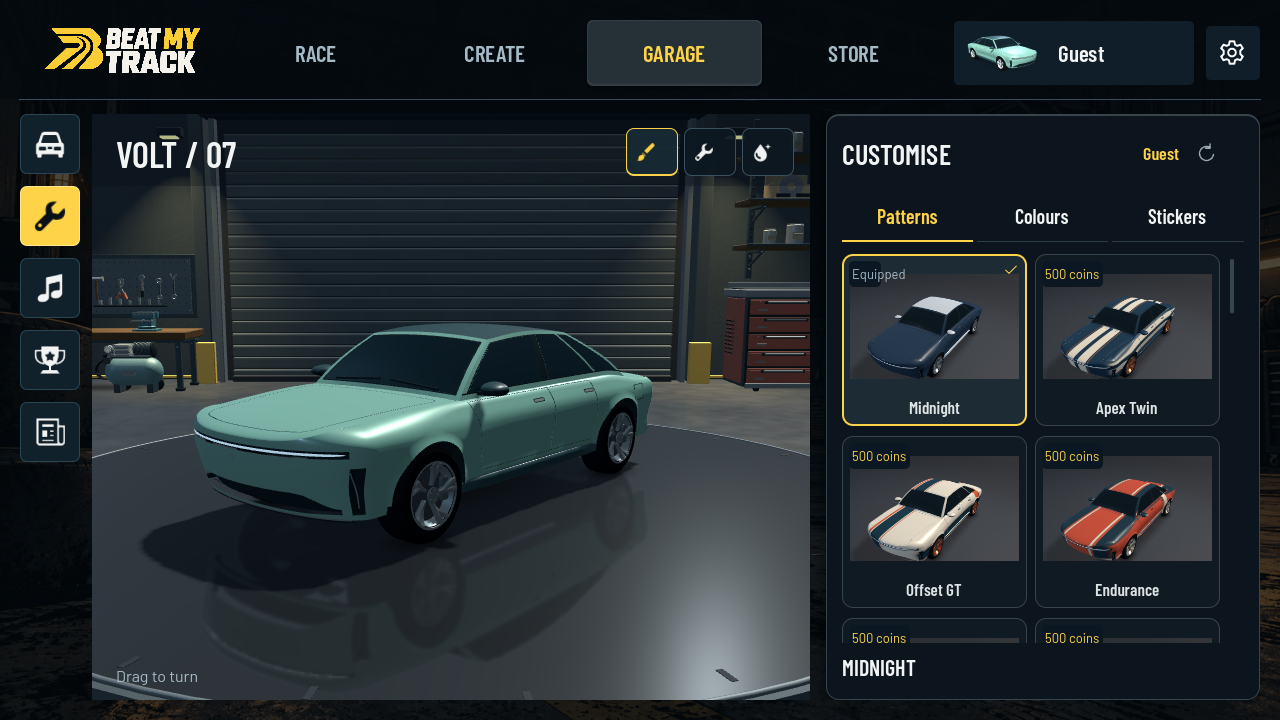 BEAT MY
TRACK
RACE
CREATE
GARAGE
STORE
Guest
VOLT / 07
Drag to turn
CUSTOMISE
Guest
Patterns
Colours
Stickers
Equipped
500 coins
Midnight
Apex Twin
500 coins
500 coins
Offset GT
Endurance
500 coins
500 coins
MIDNIGHT